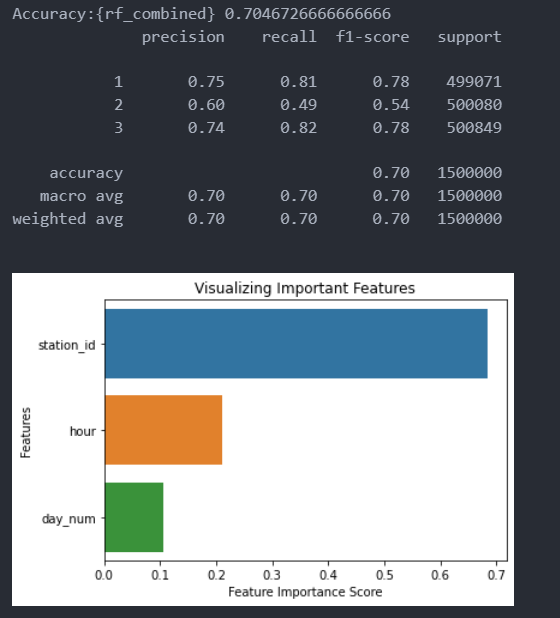 Accuracy:{rf_combined} 0.7046726666666666
precision recall f1-score support
1 0.75 0.81 0.78 499071
2 0.60 0.49 0.54 500080
3 0.74 0.82 0.78 500849
accuracy 0.70 1500000
macro avg 0.70 0.70 0.70 1500000
weighted avg 0.70 0.70 0.70 1500000
Visualizing Important Features
station_id
hour
day_num
Features
0.0 0.1 0.2 0.3 0.4 0.5 0.6 0.7
Feature Importance Score